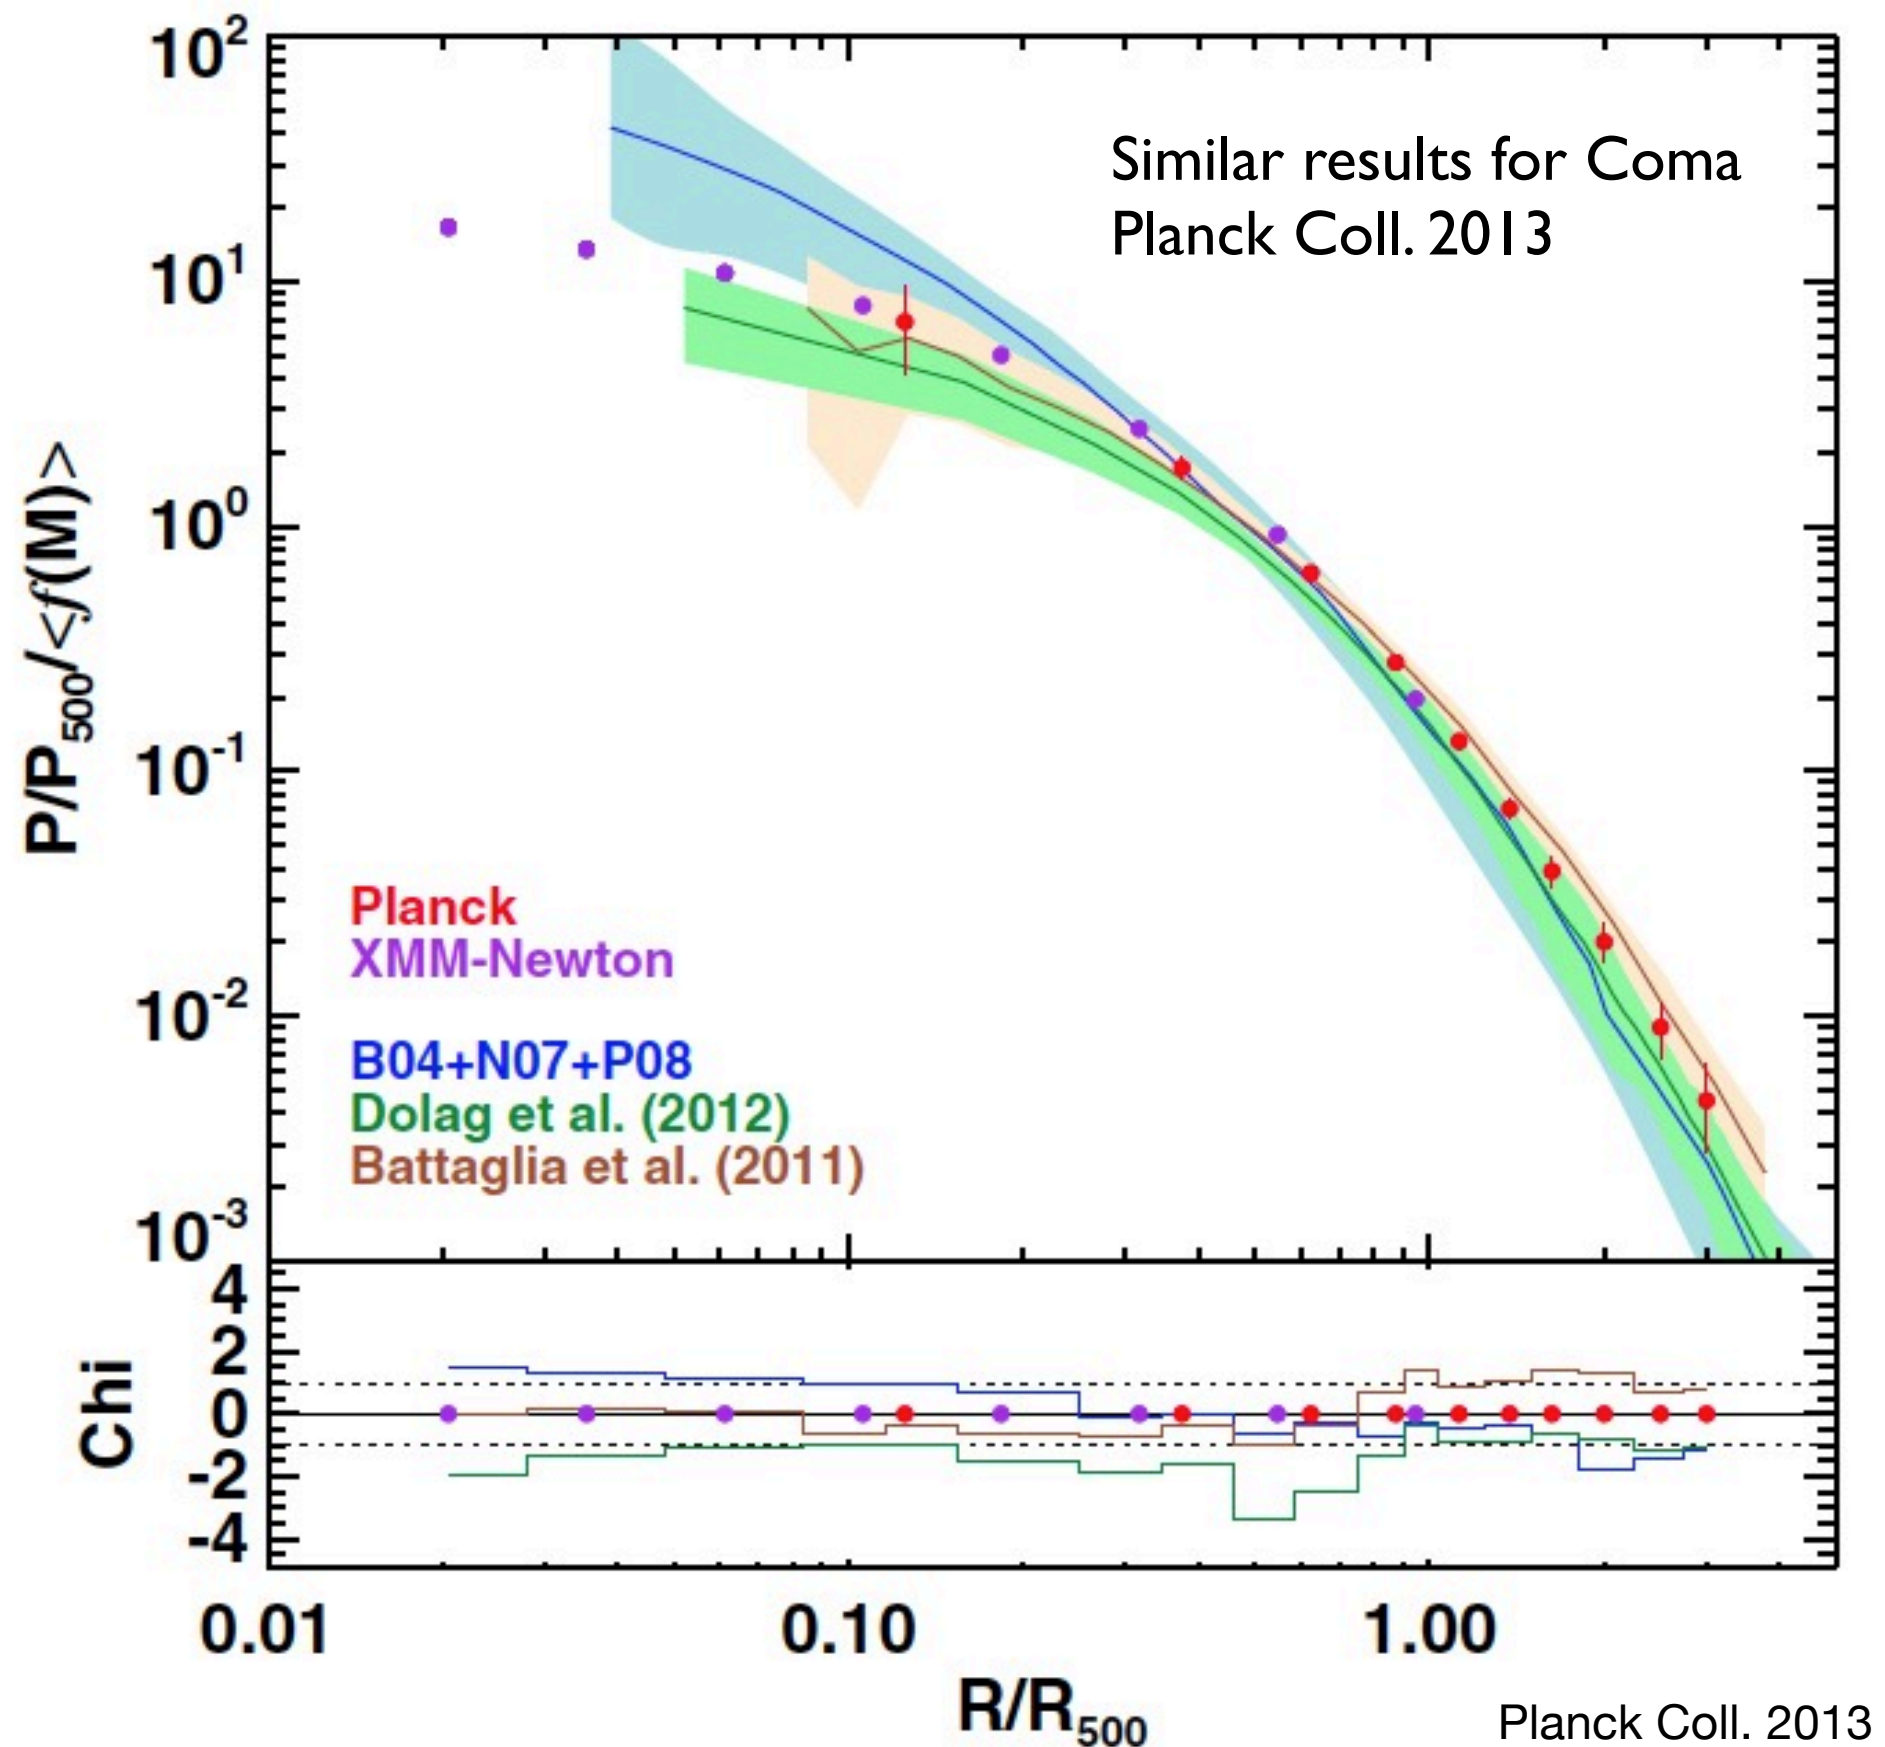 10²
10¹
10⁰
10⁻¹
10⁻²
10⁻³
P/P₅₀₀/<f(M)>
Similar results for Coma
Planck Coll. 2013
Planck
XMM-Newton
B04+N07+P08
Dolag et al. (2012)
Battaglia et al. (2011)
4
2
0
-2
-4
Chi
0.01 0.10 1.00
R/R₅₀₀
Planck Coll. 2013